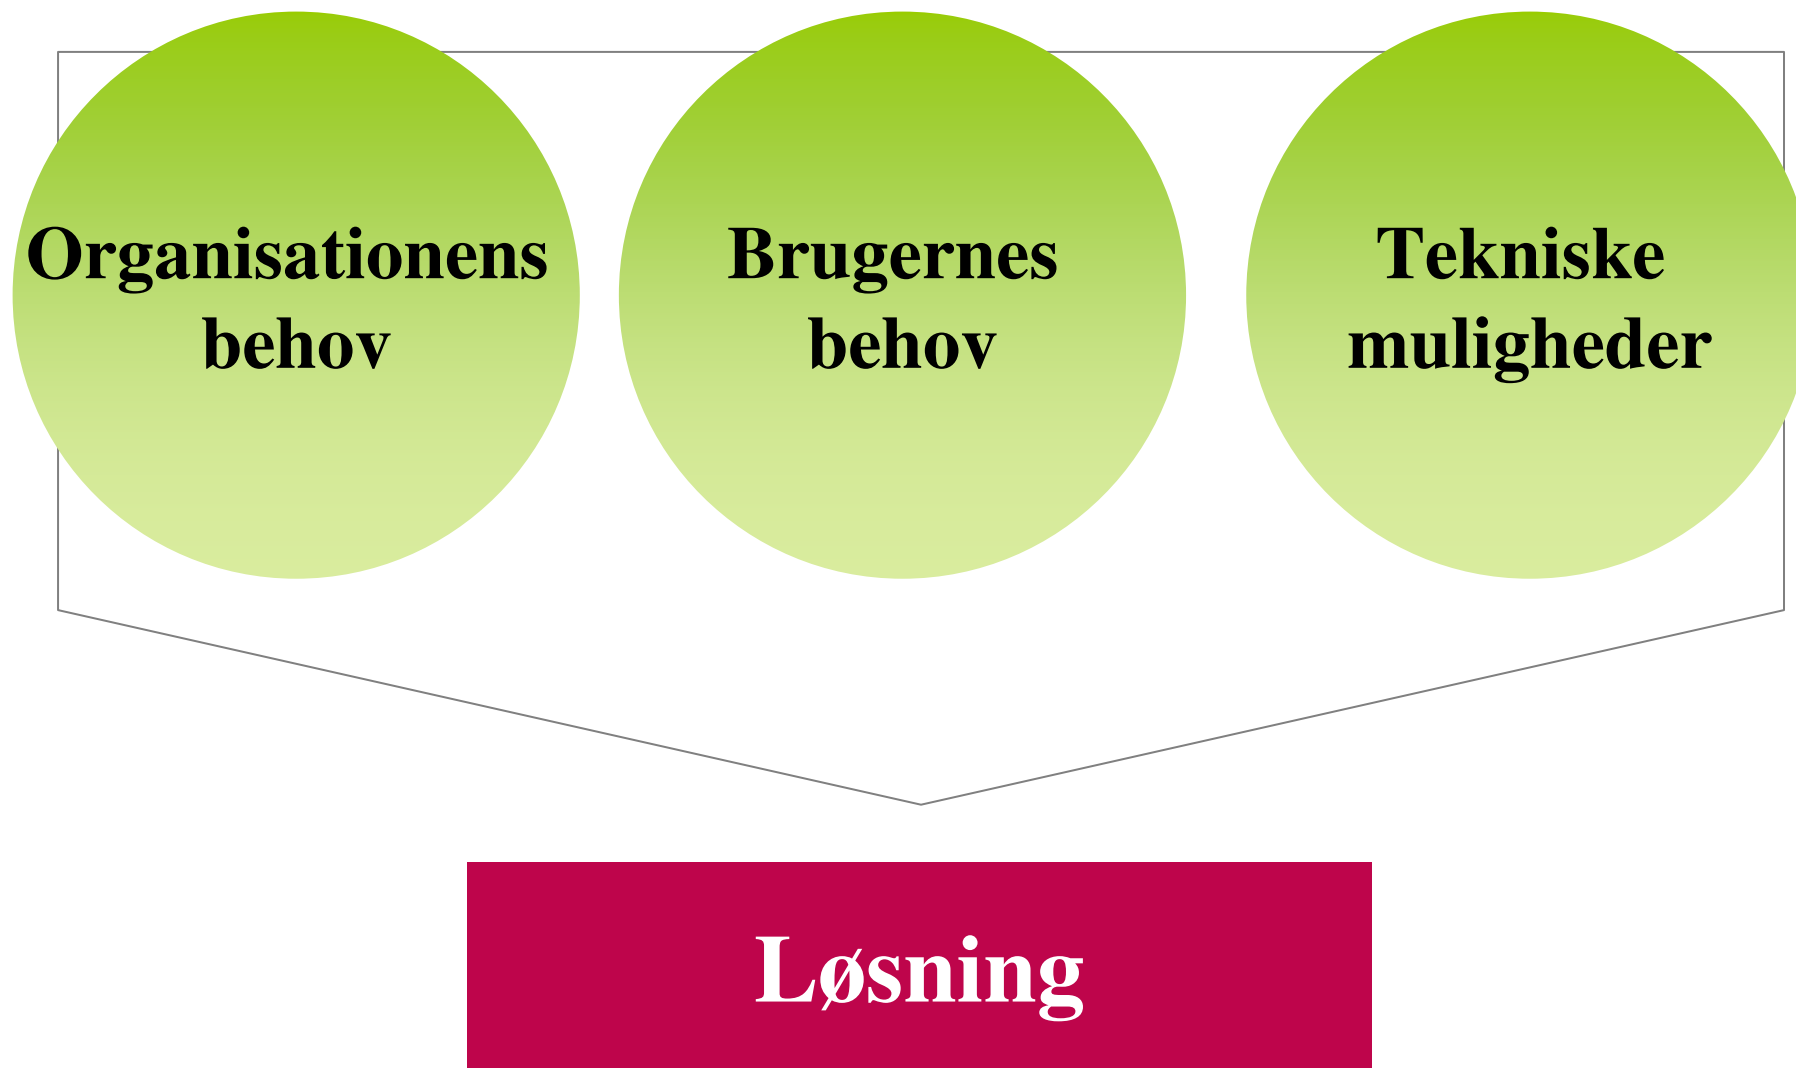 Organisationens
behov
Brugernes
behov
Tekniske
muligheder
Løsning